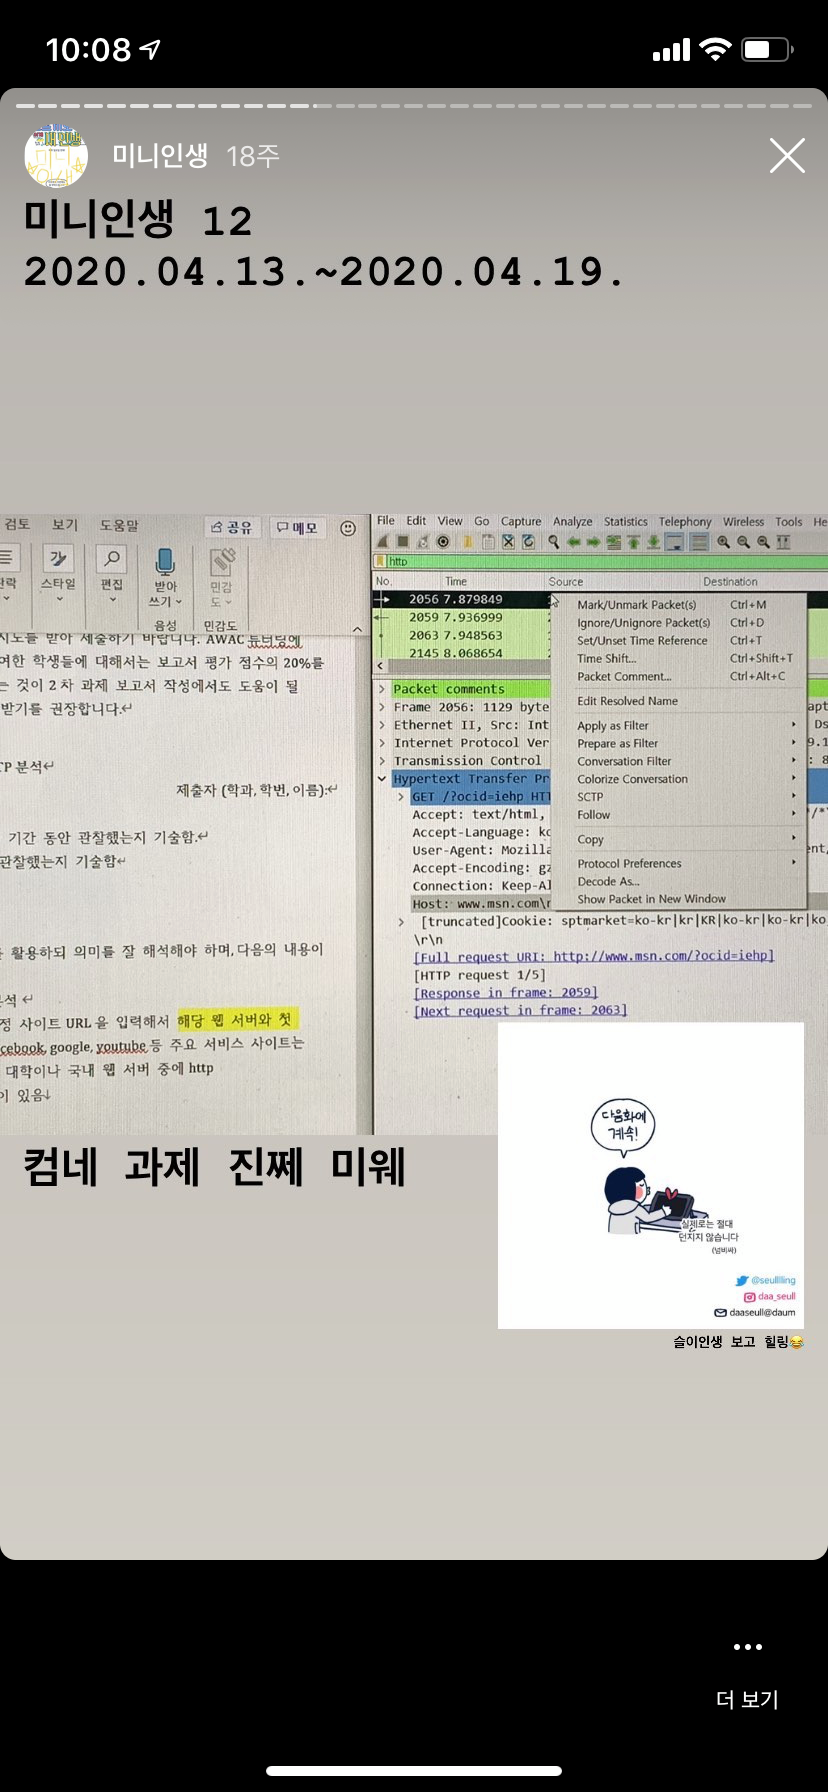 10:08
미니인생 18주
미니인생 12
2020.04.13.~2020.04.19.
검토 보기 도움말 공유 메모
스타일 편집 받아쓰기 민감도
음성 민감도
시도를 받아 제출하기 바랍니다. AWAC 튜터링에
여한 학생들에 대해서는 보고서 평가 점수의 20%를
는 것이 2차 과제 보고서 작성에서도 도움이 될
받기를 권장합니다.↵
CP 분석↵
제출자 (학과, 학번, 이름):↵
기간 동안 관찰했는지 기술함.↵
관찰했는지 기술함↵
활용하되 의미를 잘 해석해야 하며, 다음의 내용이
분석 ↵
정 사이트 URL을 입력해서 해당 웹 서버와 첫
cebook, google, youtube 등 주요 서비스 사이트는
대학이나 국내 웹 서버 중에 http
이 있음↓
File Edit View Go Capture Analyze Statistics Telephony Wireless Tools He
http
No. Time Source Destination
2056 7.879849
2059 7.936999
2063 7.948563
2145 8.068654
Packet comments
Frame 2056: 1129 byte
Ethernet II, Src: Int
Internet Protocol Ver
Transmission Control
Hypertext Transfer Pr
GET /?ocid=iehp HTT
Accept: text/html,
Accept-Language: ko
User-Agent: Mozilla
Accept-Encoding: gz
Connection: Keep-Al
Host: www.msn.com\r
[truncated]Cookie: sptmarket=ko-kr|kr|KR|ko-kr|ko-kr|ko
\r\n
[Full request URI: http://www.msn.com/?ocid=iehp]
[HTTP request 1/5]
[Response in frame: 2059]
[Next request in frame: 2063]
Mark/Unmark Packet(s) Ctrl+M
Ignore/Unignore Packet(s) Ctrl+D
Set/Unset Time Reference Ctrl+T
Time Shift... Ctrl+Shift+T
Packet Comment... Ctrl+Alt+C
Edit Resolved Name
Apply as Filter
Prepare as Filter
Conversation Filter
Colorize Conversation
SCTP
Follow
Copy
Protocol Preferences
Decode As...
Show Packet in New Window
컴네 과제 진쩨 미웨
다음화에
계속!
실제로는 절대
던지지 않습니다
(넘비싸)
@seulllling
daa_seull
daaseull@daum
슬이인생 보고 힐링😂
더 보기